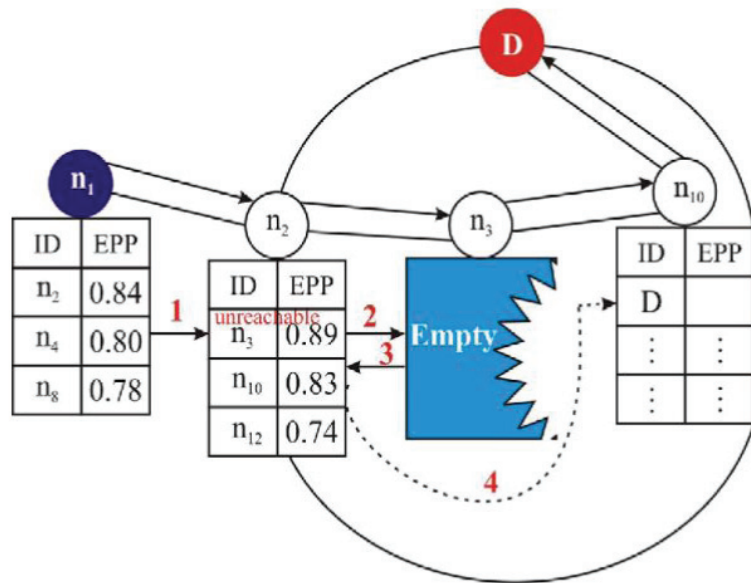 D
n₁
n₂
n₃
n₁₀
ID EPP
n₂ 0.84
n₄ 0.80
n₈ 0.78
1
ID EPP
unreachable
n₃ 0.89
n₁₀ 0.83
n₁₂ 0.74
2
3
Empty
4
ID EPP
D
⋮ ⋮
⋮ ⋮